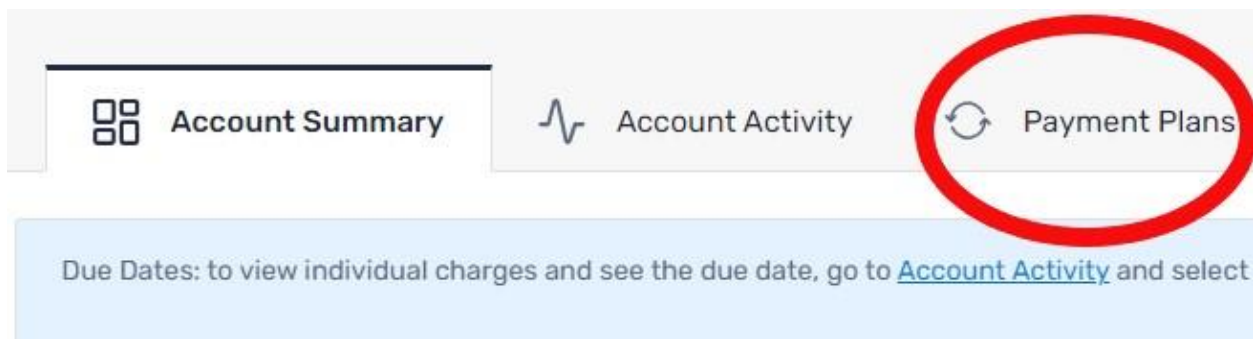 Account Summary Account Activity Payment Plans
Due Dates: to view individual charges and see the due date, go to Account Activity and select